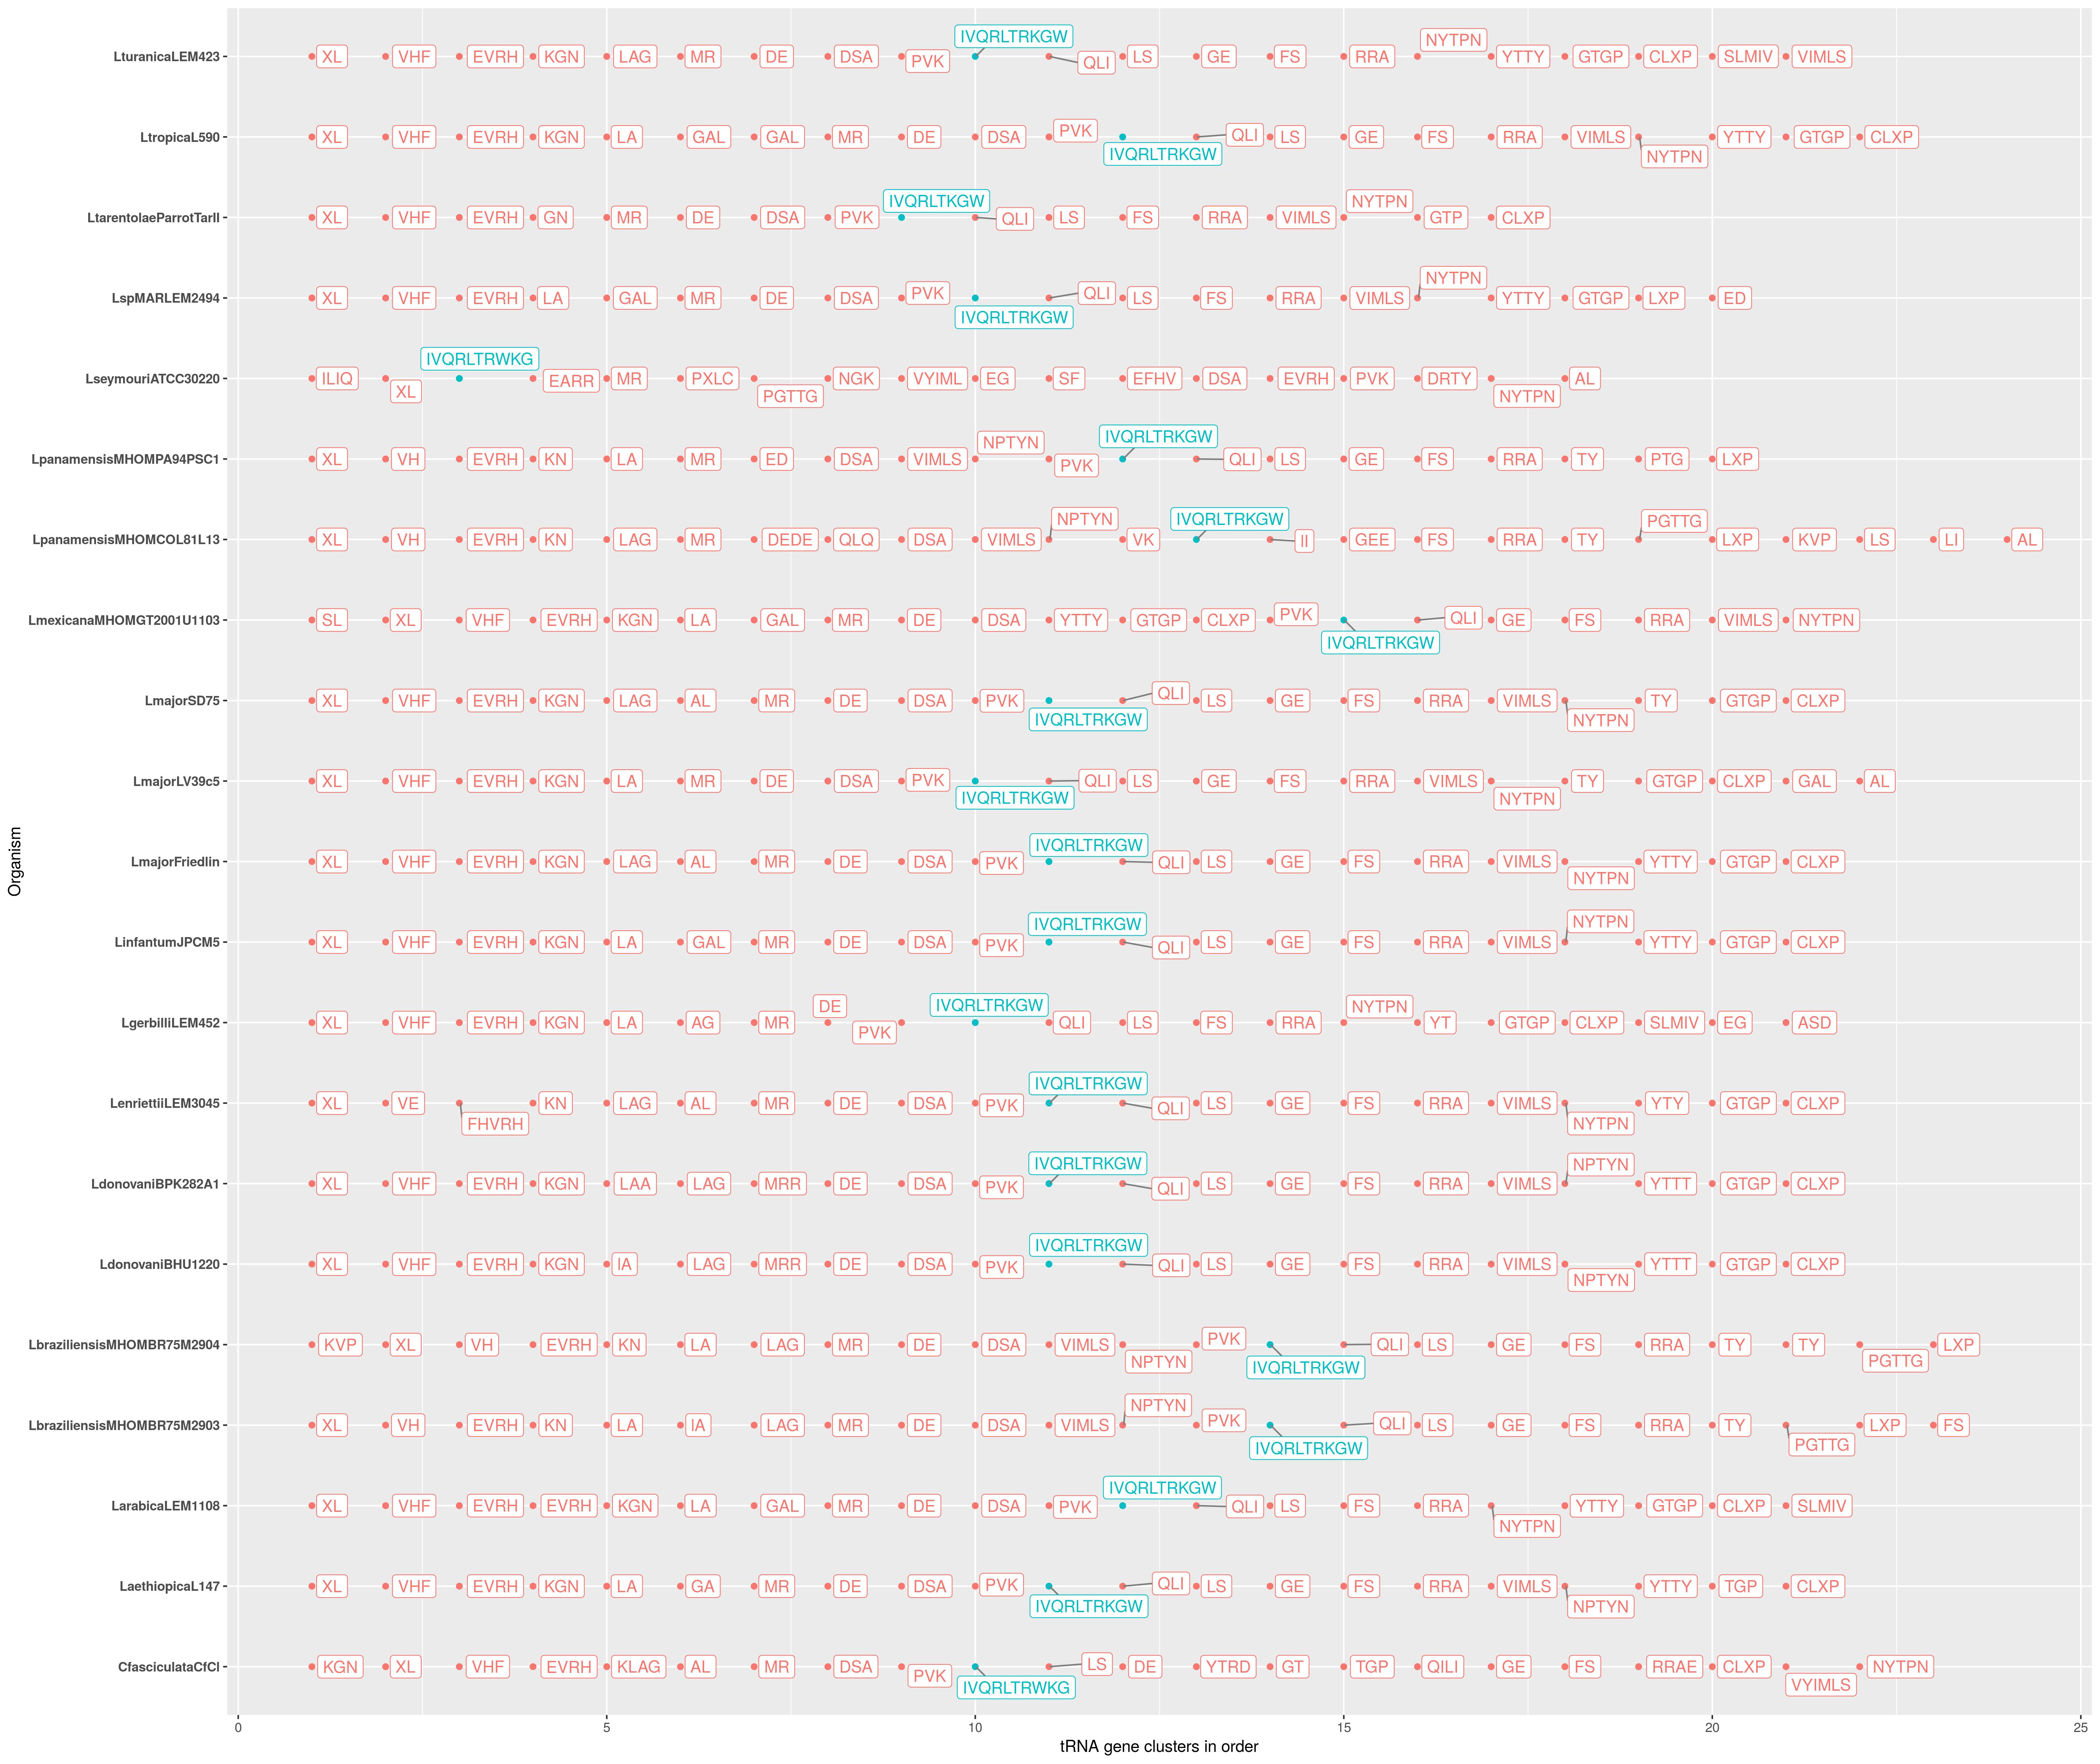 LturanicaLEM423 XL VHF EVRH KGN LAG MR DE DSA PVK IVQRLTRKGW QLI LS GE FS RRA NYTPN YTTY GTGP CLXP SLMIV VIMLS
LtropicaL590 XL VHF EVRH KGN LA GAL GAL MR DE DSA PVK IVQRLTRKGW QLI LS GE FS RRA VIMLS NYTPN YTTY GTGP CLXP
LtarentolaeParrotTarII XL VHF EVRH GN MR DE DSA PVK IVQRLTKGW QLI LS FS RRA VIMLS NYTPN GTP CLXP
LspMARLEM2494 XL VHF EVRH LA GAL MR DE DSA PVK IVQRLTRKGW QLI LS FS RRA VIMLS NYTPN YTTY GTGP LXP ED
LseymouriATCC30220 ILIQ XL IVQRLTRWKG EARR MR PXLC PGTTG NGK VYIML EG SF EFHV DSA EVRH PVK DRTY NYTPN AL
LpanamensisMHOMPA94PSC1 XL VH EVRH KN LA MR ED DSA VIMLS NPTYN PVK IVQRLTRKGW QLI LS GE FS RRA TY PTG LXP
LpanamensisMHOMCOL81L13 XL VH EVRH KN LAG MR DEDE QLQ DSA VIMLS NPTYN VK IVQRLTRKGW II GEE FS RRA TY PGTTG LXP KVP LS LI AL
LmexicanaMHOMGT2001U1103 SL XL VHF EVRH KGN LA GAL MR DE DSA YTTY GTGP CLXP PVK IVQRLTRKGW QLI GE FS RRA VIMLS NYTPN
LmajorSD75 XL VHF EVRH KGN LAG AL MR DE DSA PVK IVQRLTRKGW QLI LS GE FS RRA VIMLS NYTPN TY GTGP CLXP
LmajorLV39c5 XL VHF EVRH KGN LA MR DE DSA PVK IVQRLTRKGW QLI LS GE FS RRA VIMLS NYTPN TY GTGP CLXP GAL AL
LmajorFriedlin XL VHF EVRH KGN LAG AL MR DE DSA PVK IVQRLTRKGW QLI LS GE FS RRA VIMLS NYTPN YTTY GTGP CLXP
Organism
LinfantumJPCM5 XL VHF EVRH KGN LA GAL MR DE DSA PVK IVQRLTRKGW QLI LS GE FS RRA VIMLS NYTPN YTTY GTGP CLXP
LgerbilliLEM452 XL VHF EVRH KGN LA AG MR DE PVK IVQRLTRKGW QLI LS FS RRA NYTPN YT GTGP CLXP SLMIV EG ASD
LenriettiiLEM3045 XL VE FHVRH KN LAG AL MR DE DSA PVK IVQRLTRKGW QLI LS GE FS RRA VIMLS NYTPN YTY GTGP CLXP
LdonovaniBPK282A1 XL VHF EVRH KGN LAA LAG MRR DE DSA PVK IVQRLTRKGW QLI LS GE FS RRA VIMLS NPTYN YTTT GTGP CLXP
LdonovaniBHU1220 XL VHF EVRH KGN IA LAG MRR DE DSA PVK IVQRLTRKGW QLI LS GE FS RRA VIMLS NPTYN YTTT GTGP CLXP
LbraziliensisMHOMBR75M2904 KVP XL VH EVRH KN LA LAG MR DE DSA VIMLS NPTYN PVK IVQRLTRKGW QLI LS GE FS RRA TY TY PGTTG LXP
LbraziliensisMHOMBR75M2903 XL VH EVRH KN LA IA LAG MR DE DSA VIMLS NPTYN PVK IVQRLTRKGW QLI LS GE FS RRA TY PGTTG LXP FS
LarabicaLEM1108 XL VHF EVRH EVRH KGN LA GAL MR DE DSA PVK IVQRLTRKGW QLI LS FS RRA NYTPN YTTY GTGP CLXP SLMIV
LaethiopicaL147 XL VHF EVRH KGN LA GA MR DE DSA PVK IVQRLTRKGW QLI LS GE FS RRA VIMLS NPTYN YTTY TGP CLXP
CfasciculataCfCl KGN XL VHF EVRH KLAG AL MR DSA PVK IVQRLTRWKG LS DE YTRD GT TGP QILI GE FS RRAE CLXP VYIMLS NYTPN
0 5 10 15 20 25
tRNA gene clusters in order